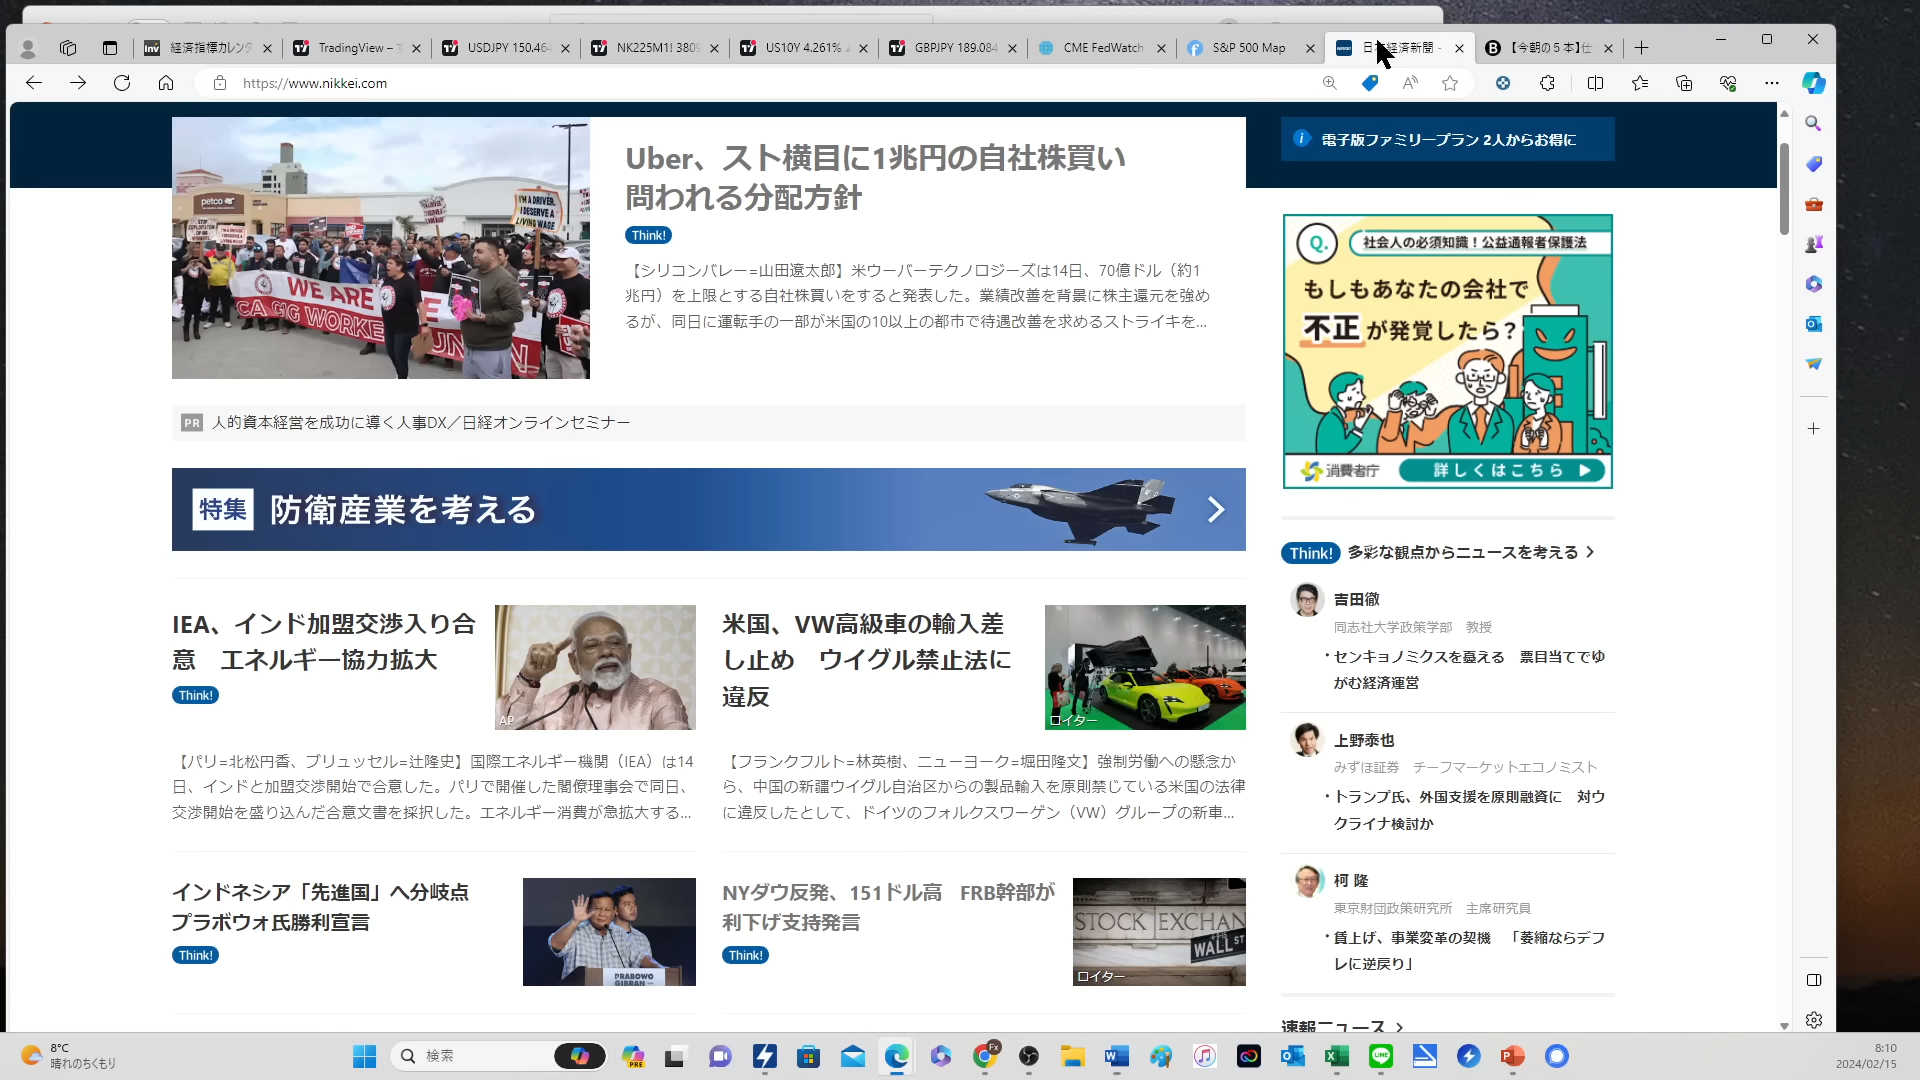 経済指標カレンダ
TradingView –
USDJPY 150.464
NK225M1! 3809
US10Y 4.261%
GBPJPY 189.084
CME FedWatch
S&P 500 Map
日本経済新聞 -
【今朝の5本】仕
https://www.nikkei.com
Uber、スト横目に1兆円の自社株買い
問われる分配方針
Think!
【シリコンバレー=山田遼太郎】米ウーバーテクノロジーズは14日、70億ドル（約1
兆円）を上限とする自社株買いをすると発表した。業績改善を背景に株主還元を強め
るが、同日に運転手の一部が米国の10以上の都市で待遇改善を求めるストライキを...
petco
I'M A DRIVER.
I DESERVE A
LIVING WAGE
WE ARE
CA GIG WORKE
UNION
PR 人的資本経営を成功に導く人事DX／日経オンラインセミナー
特集 防衛産業を考える
IEA、インド加盟交渉入り合
意　エネルギー協力拡大
Think!
AP
【パリ=北松円香、ブリュッセル=辻隆史】国際エネルギー機関（IEA）は14
日、インドと加盟交渉開始で合意した。パリで開催した閣僚理事会で同日、
交渉開始を盛り込んだ合意文書を採択した。エネルギー消費が急拡大する...
米国、VW高級車の輸入差
し止め　ウイグル禁止法に
違反
ロイター
【フランクフルト=林英樹、ニューヨーク=堀田隆文】強制労働への懸念か
ら、中国の新疆ウイグル自治区からの製品輸入を原則禁じている米国の法律
に違反したとして、ドイツのフォルクスワーゲン（VW）グループの新車...
インドネシア「先進国」へ分岐点
プラボウォ氏勝利宣言
Think!
PRABOWO
GIBRAN
NYダウ反発、151ドル高　FRB幹部が
利下げ支持発言
Think!
STOCK EXCHAN
WALL ST
ロイター
電子版ファミリープラン 2人からお得に
Q. 社会人の必須知識！公益通報者保護法
もしもあなたの会社で
不正が発覚したら？
消費者庁 詳しくはこちら
Think! 多彩な観点からニュースを考える
吉田徹
同志社大学政策学部　教授
・センキョノミクスを憂える　票目当てでゆ
がむ経済運営
上野泰也
みずほ証券　チーフマーケットエコノミスト
・トランプ氏、外国支援を原則融資に　対ウ
クライナ検討か
柯 隆
東京財団政策研究所　主席研究員
・賃上げ、事業変革の契機　「萎縮ならデフ
レに逆戻り」
速報ニュース
8°C
晴れのちくもり
検索
PRE
Fx
LINE
8:10
2024/02/15